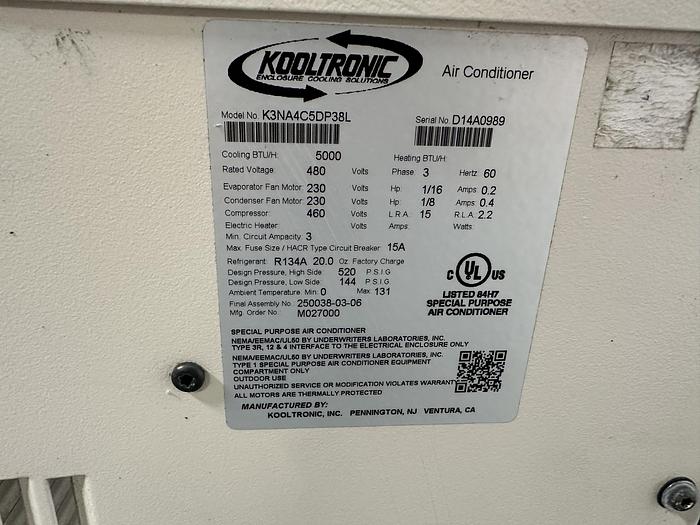 KOOLTRONIC
ENCLOSURE COOLING SOLUTIONS
Air Conditioner
Model No. K3NA4C5DP38L Serial No. D14A0989
Cooling BTU/H: 5000 Heating BTU/H:
Rated Voltage: 480 Volts Phase 3 Hertz 60
Evaporator Fan Motor: 230 Volts Hp: 1/16 Amps 0.2
Condenser Fan Motor: 230 Volts Hp: 1/8 Amps: 0.4
Compressor: 460 Volts L.R.A. 15 R.L.A. 2.2
Electric Heater: Volts Amps: Watts:
Min. Circuit Ampacity: 3
Max. Fuse Size / HACR Type Circuit Breaker: 15A
Refrigerant: R134A 20.0 Oz. Factory Charge
Design Pressure, High Side 520 P.S.I.G
Design Pressure, Low Side 144 P.S.I.G
Ambient Temperature. Min: 0 Max: 131
Final Assembly No. 250038-03-06
Mfg. Order No.: M027000
C UL US
LISTED 84H7
SPECIAL PURPOSE
AIR CONDITIONER
SPECIAL PURPOSE AIR CONDITIONER
NEMA/EEMAC/UL50 BY UNDERWRITERS LABORATORIES, INC.
TYPE 3R, 12 & 4 INTERFACE TO THE ELECTRICAL ENCLOSURE ONLY
NEMA/EEMAC/UL50 BY UNDERWRITERS LABORATORIES, INC.
TYPE 1 SPECIAL PURPOSE AIR CONDITIONER EQUIPMENT
COMPARTMENT ONLY
OUTDOOR USE
UNAUTHORIZED SERVICE OR MODIFICATION VIOLATES WARRANTY
ALL MOTORS ARE THERMALLY PROTECTED
MANUFACTURED BY:
KOOLTRONIC, INC. PENNINGTON, NJ VENTURA, CA